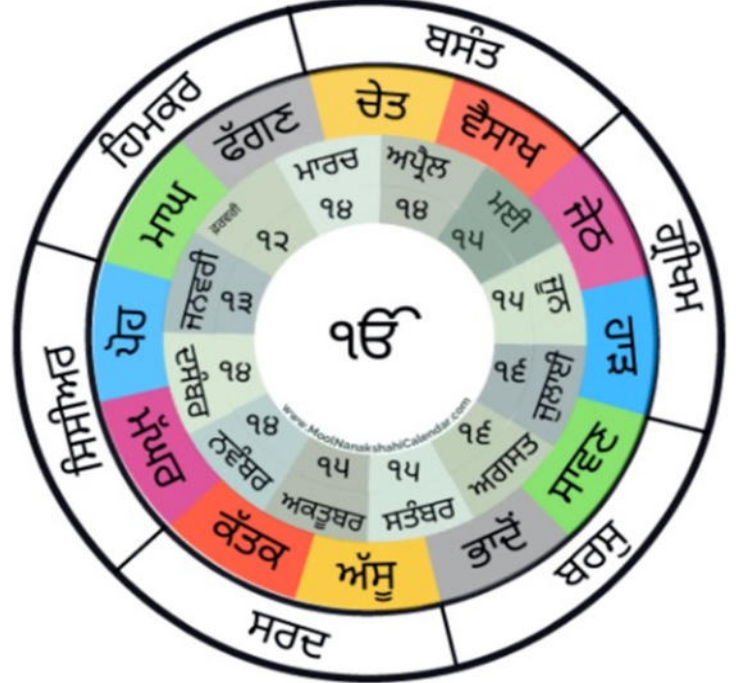 ਬਸੰਤ
ਗ੍ਰੀਖਮ
ਬਰਸੁ
ਸਰਦ
ਸਿਸੀਅਰ
ਹਿਮਕਰ
ਚੇਤ
ਵੈਸਾਖ
ਜੇਠ
ਹਾੜ
ਸਾਵਣ
ਭਾਦੋਂ
ਅੱਸੂ
ਕੱਤਕ
ਮੱਘਰ
ਪੋਹ
ਮਾਘ
ਫੱਗਣ
ਮਾਰਚ
੧੪
ਅਪ੍ਰੈਲ
੧੪
ਮਈ
੧੫
ਜੂਨ
੧੫
ਜੁਲਾਈ
੧੬
ਅਗਸਤ
੧੬
ਸਤੰਬਰ
੧੫
ਅਕਤੂਬਰ
੧੫
ਨਵੰਬਰ
੧੪
ਦਸੰਬਰ
੧੪
ਜਨਵਰੀ
੧੩
ਫ਼ਰਵਰੀ
੧੨
ੴ
www.MoolNanakshahiCalendar.com